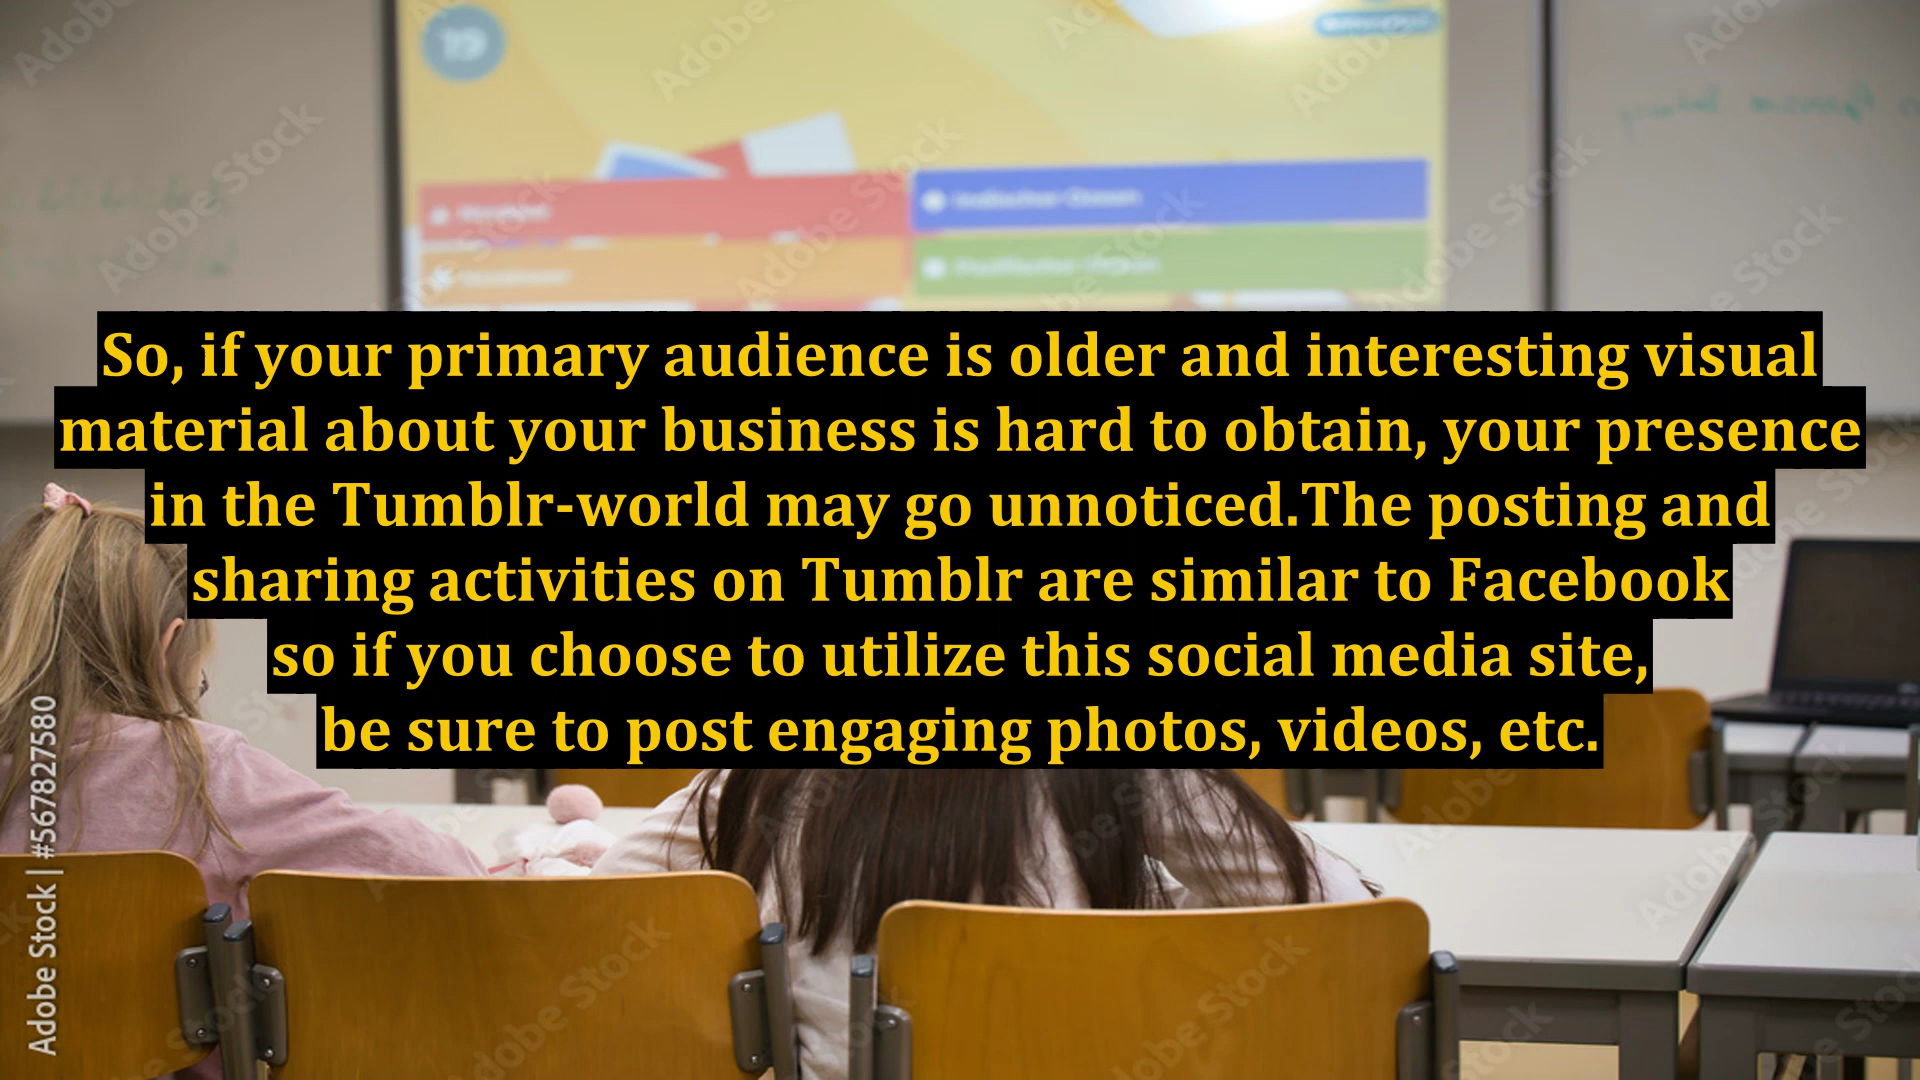 19
So, if your primary audience is older and interesting visual
material about your business is hard to obtain, your presence
in the Tumblr-world may go unnoticed.The posting and
sharing activities on Tumblr are similar to Facebook
so if you choose to utilize this social media site,
be sure to post engaging photos, videos, etc.
Adobe Stock | #567827580